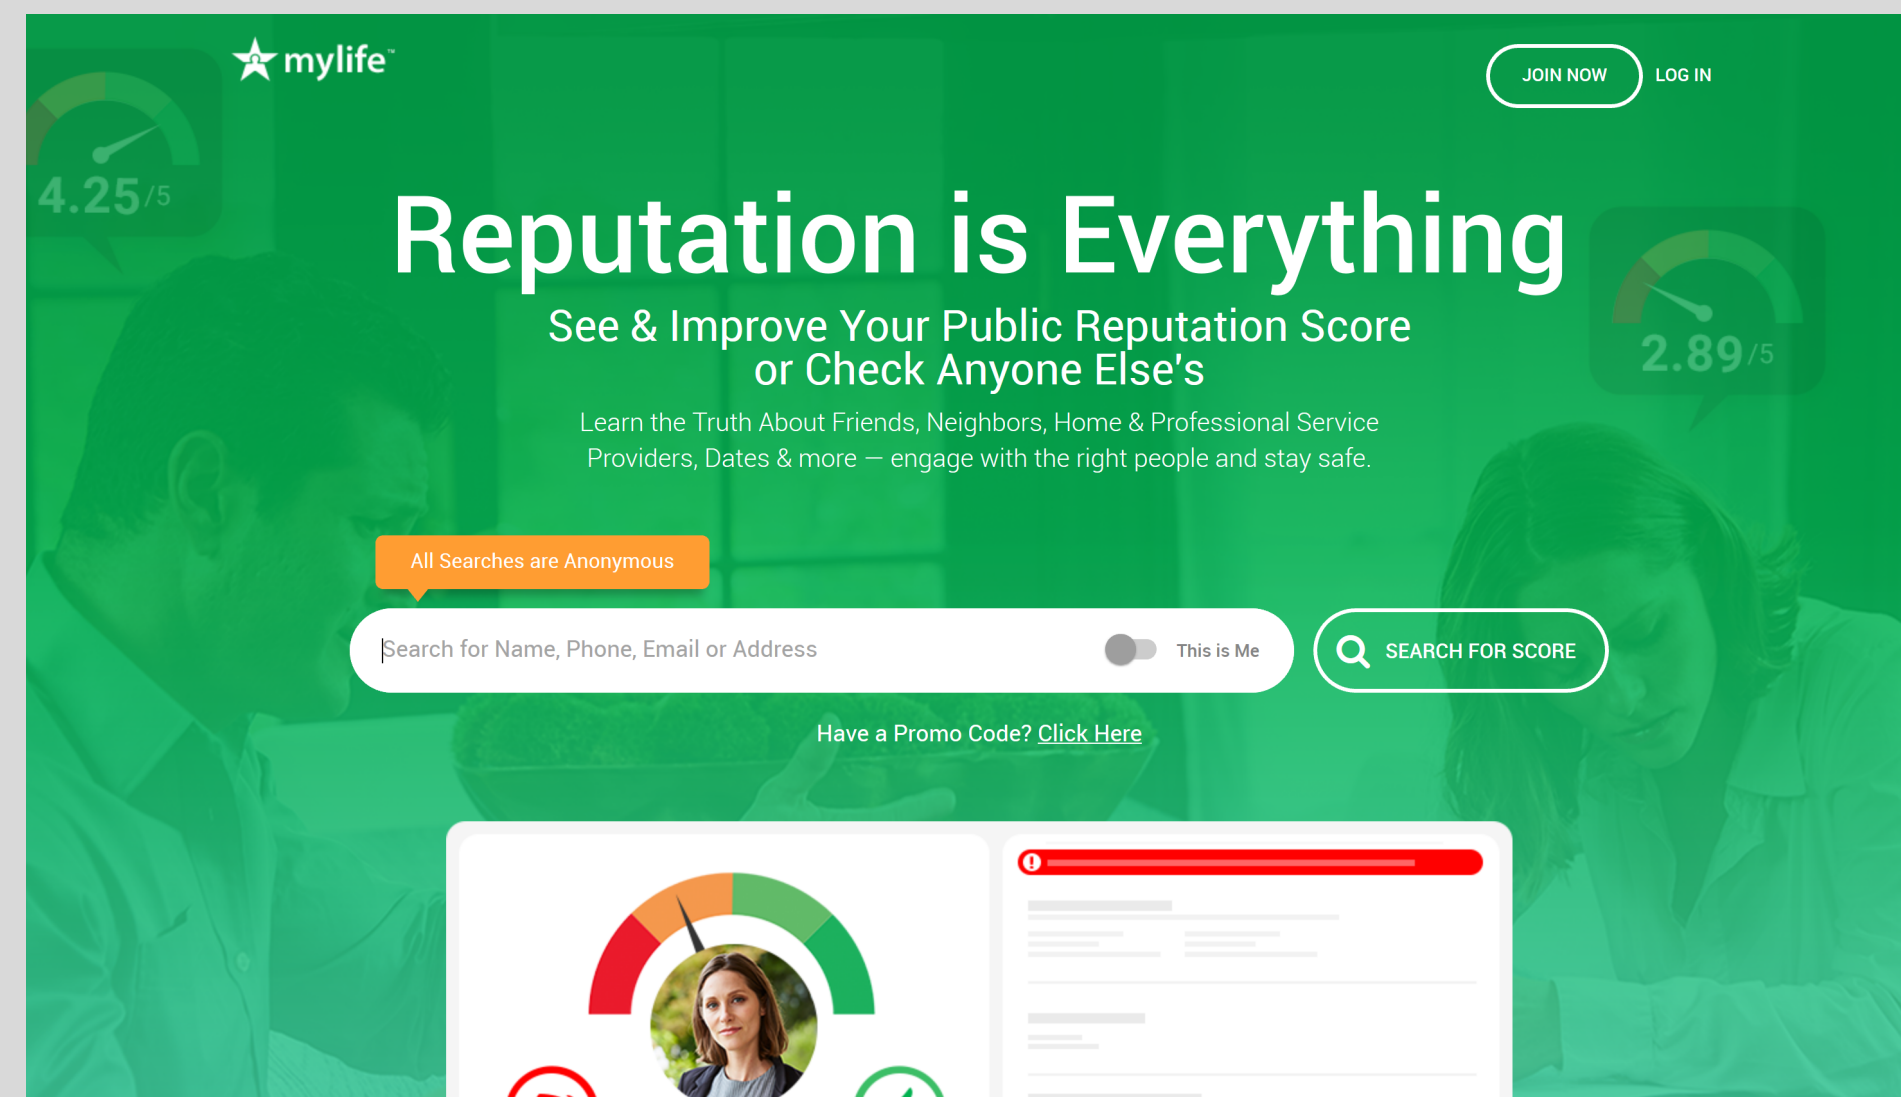 mylife™
JOIN NOW
LOG IN
4.25/5
Reputation is Everything
2.89/5
See & Improve Your Public Reputation Score
or Check Anyone Else's
Learn the Truth About Friends, Neighbors, Home & Professional Service
Providers, Dates & more — engage with the right people and stay safe.
All Searches are Anonymous
Search for Name, Phone, Email or Address
This is Me
SEARCH FOR SCORE
Have a Promo Code? Click Here